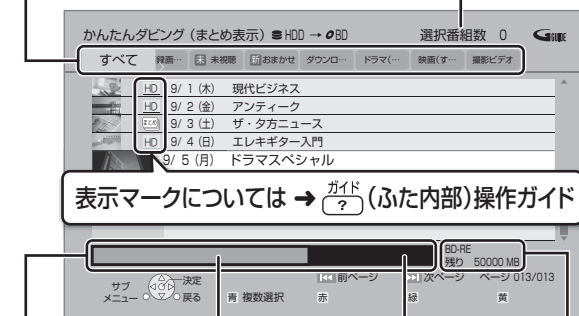 かんたんダビング（まとめ表示） HDD → BD 選択番組数 0 G GUIDE
すべて 録画… 未 未視聴 新 おまかせ ダウンロ… ドラマ(… 映画(す… 撮影ビデオ
HD 9/ 1 (木) 現代ビジネス
HD 9/ 2 (金) アンティーク
まとめ 9/ 3 (土) ザ・夕方ニュース
HD 9/ 4 (日) エレキギター入門
9/ 5 (月) ドラマスペシャル
表示マークについては ➜ ガイド ? (ふた内部)操作ガイド
BD-RE
残り 50000 MB
前ページ 次ページ ページ 013/013
サブメニュー 決定 戻る 青 複数選択 赤 緑 黄